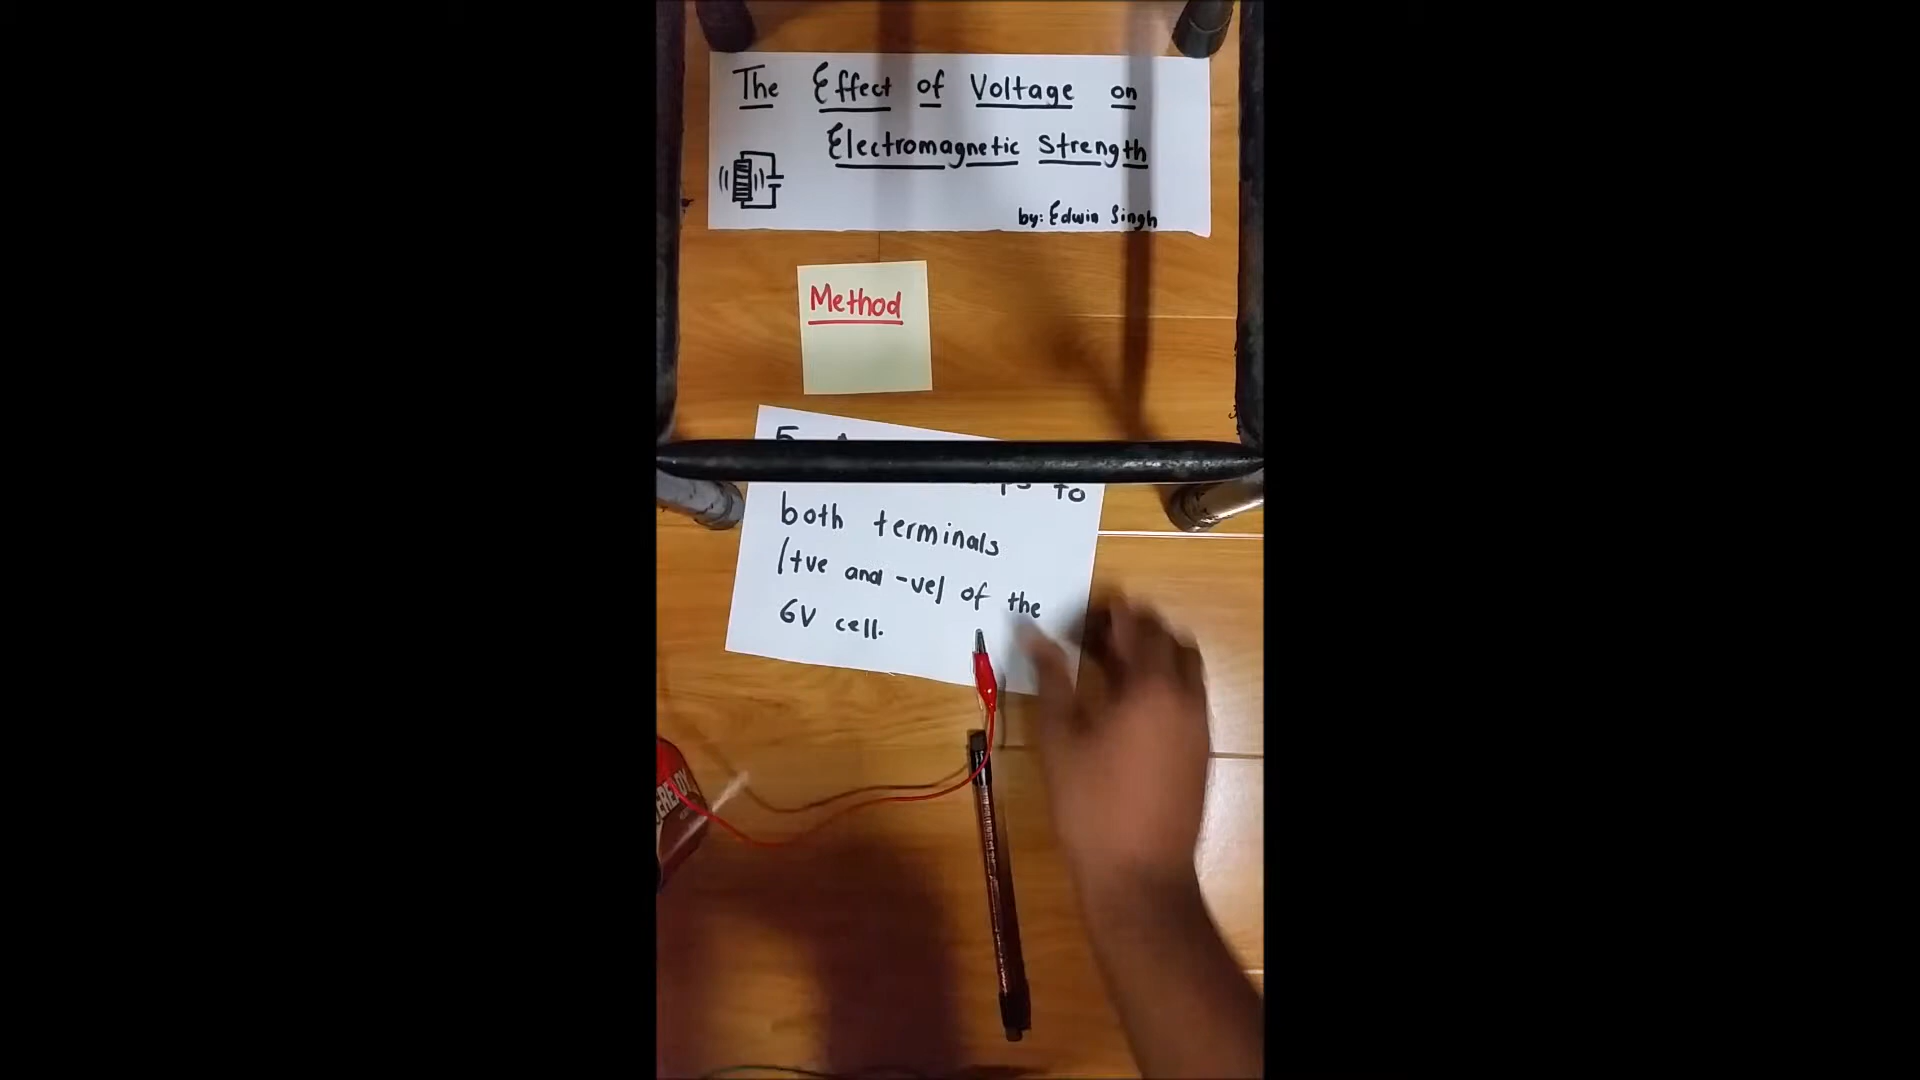 The Effect of Voltage on
Electromagnetic Strength
by: Edwin Singh
Method
5.
to
both terminals
(+ve and -ve) of the
6V cell.